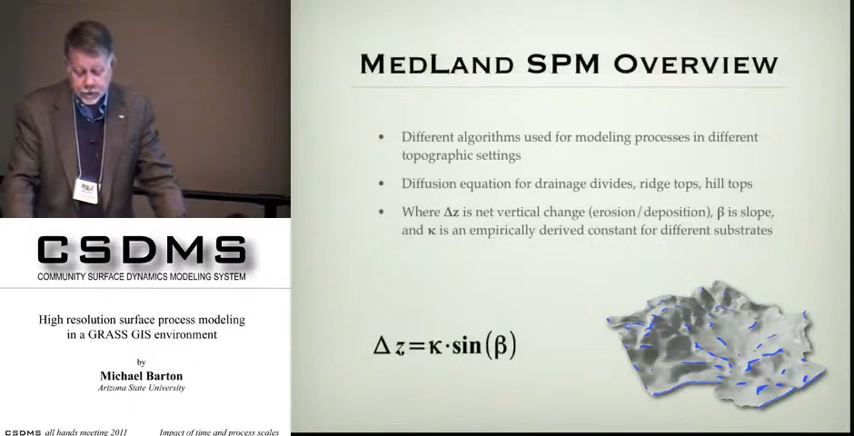 MEDLAND SPM OVERVIEW
• Different algorithms used for modeling processes in different
topographic settings
• Diffusion equation for drainage divides, ridge tops, hill tops
• Where Δz is net vertical change (erosion/deposition), β is slope,
and κ is an empirically derived constant for different substrates
Δ z=κ·sin(β)
CSDMS
COMMUNITY SURFACE DYNAMICS MODELING SYSTEM
High resolution surface process modeling
in a GRASS GIS environment
by
Michael Barton
Arizona State University
CSDMS all hands meeting 2011 Impact of time and process scales